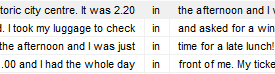 toric city centre. It was 2.20 in the afternoon and I w
d. I took my luggage to check in and asked for a win
the afternoon and I was just in time for a late lunch!
.00 and I had the whole day in front of me. My ticke